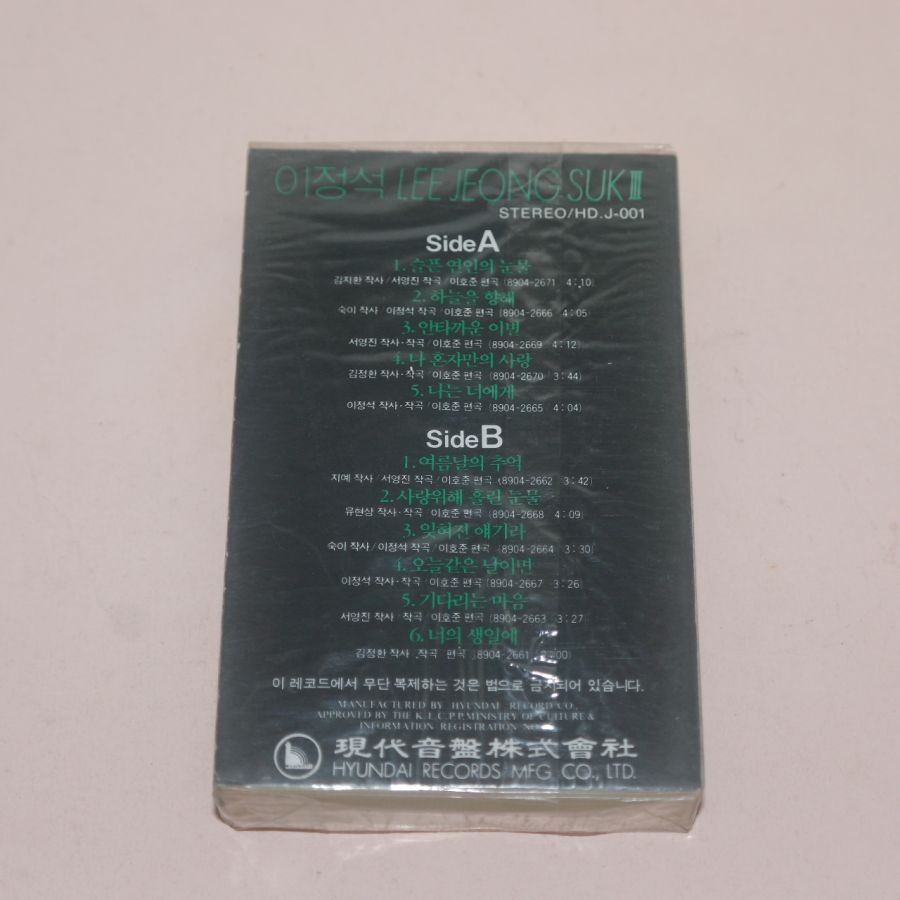 이정석 LEE JEONG SUK III
STEREO/HD.J-001
Side A
1. 슬픈 연인의 눈물
김지환 작사/서영진 작곡/이호준 편곡 (8904-2671 4:10)
2. 하늘을 향해
숙이 작사 이정석 작곡/이호준 편곡 (8904-2666 4:05)
3. 안타까운 이별
서영진 작사·작곡/이호준 편곡 (8904-2669 4:12)
4. 나 혼자만의 사랑
김정한 작사·작곡/이호준 편곡 (8904-2670 3:44)
5. 나는 너에게
이정석 작사·작곡/이호준 편곡 (8904-2665 4:04)
Side B
1. 여름날의 추억
지예 작사/서영진 작곡/이호준 편곡 (8904-2662 3:42)
2. 사랑위해 흘린 눈물
유현상 작사·작곡/이호준 편곡 (8904-2668 4:09)
3. 잊혀진 얘기라
숙이 작사/이정석 작곡/이호준 편곡 (8904-2664 3:30)
4. 오늘같은 날이면
이정석 작사·작곡/이호준 편곡 (8904-2667 3:26)
5. 기다리는 마음
서영진 작사/작곡/이호준 편곡 (8904-2663 3:27)
6. 너의 생일에
김정한 작사 작곡 편곡 (8904-2661 :00)
이 레코드에서 무단 복제하는 것은 법으로 금지되어 있습니다.
MANUFACTURED BY HYUNDAI RECORD CO.,
APPROVED BY THE K.E.C.P.P. MINISTRY OF CULTURE &
INFORMATION REGISTRATION NO
現代音盤株式會社
HYUNDAI RECORDS MFG. CO., LTD.